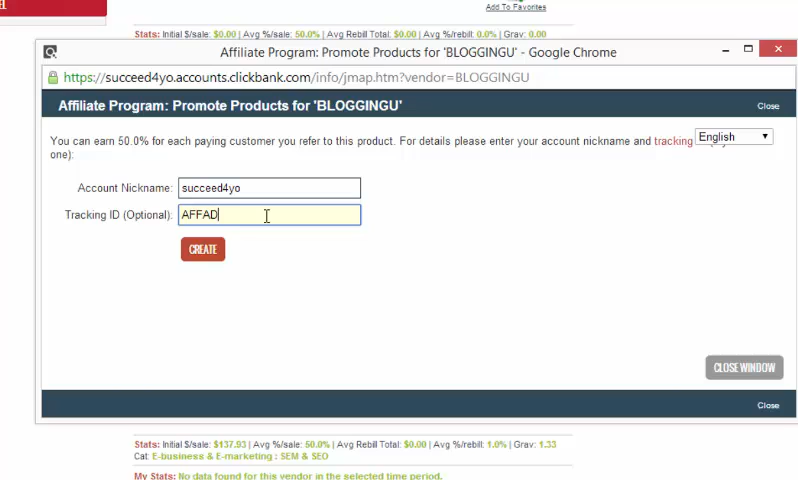 Add To Favorites
Stats: Initial $/sale: $0.00 | Avg %/sale: 50.0% | Avg Rebill Total: $0.00 | Avg %/rebill: 0.0% | Grav: 0.00
Affiliate Program: Promote Products for 'BLOGGINGU' - Google Chrome
https://succeed4yo.accounts.clickbank.com/info/jmap.htm?vendor=BLOGGINGU
Affiliate Program: Promote Products for 'BLOGGINGU'
Close
You can earn 50.0% for each paying customer you refer to this product. For details please enter your account nickname and tracking
English
one):
Account Nickname: succeed4yo
Tracking ID (Optional): AFFAD
CREATE
CLOSE WINDOW
Close
Stats: Initial $/sale: $137.93 | Avg %/sale: 50.0% | Avg Rebill Total: $0.00 | Avg %/rebill: 1.0% | Grav: 1.33
Cat: E-business & E-marketing : SEM & SEO
My Stats: No data found for this vendor in the selected time period.